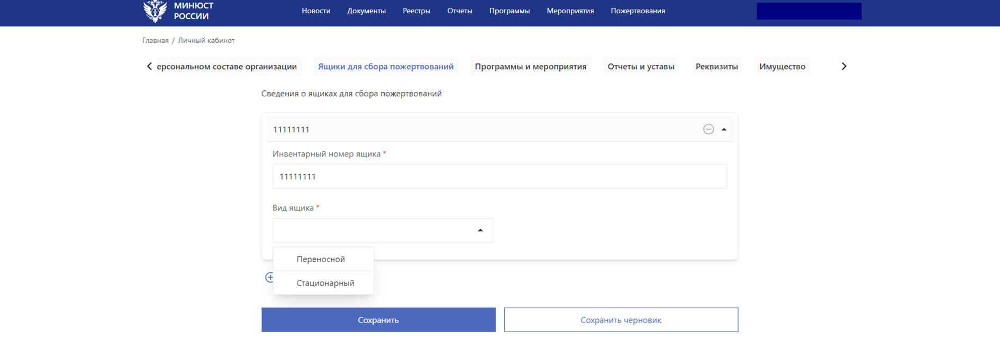 МИНЮСТ
РОССИИ
Новости Документы Реестры Отчеты Программы Мероприятия Пожертвования
Главная / Личный кабинет
ерсональном составе организации Ящики для сбора пожертвований Программы и мероприятия Отчеты и уставы Реквизиты Имущество
Сведения о ящиках для сбора пожертвований
11111111
Инвентарный номер ящика *
11111111
Вид ящика *
Переносной
Стационарный
Сохранить Сохранить черновик